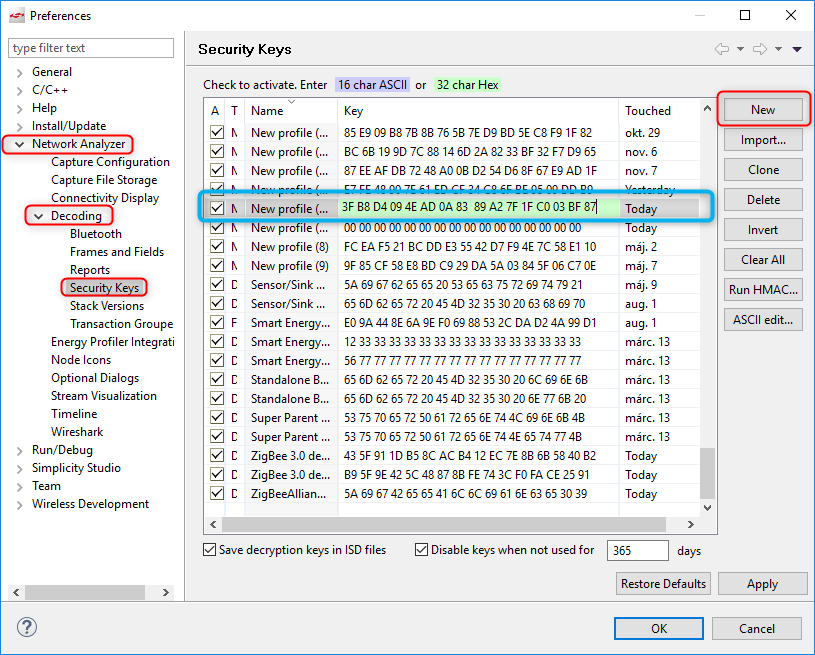 Preferences
type filter text
General
C/C++
Help
Install/Update
Network Analyzer
Capture Configuration
Capture File Storage
Connectivity Display
Decoding
Bluetooth
Frames and Fields
Reports
Security Keys
Stack Versions
Transaction Groupe
Energy Profiler Integrati
Node Icons
Optional Dialogs
Stream Visualization
Timeline
Wireshark
Run/Debug
Simplicity Studio
Team
Wireless Development
Security Keys
Check to activate. Enter 16 char ASCII or 32 char Hex
A T Name Key Touched
N New profile (... 85 E9 09 B8 7B 8B 76 5B 7E D9 BD 5E C8 F9 1F 82 okt. 29
N New profile (... BC 6B 19 9D 7C 88 14 6D 2A 82 33 BF 32 F7 D9 65 nov. 6
N New profile (... 87 EE AF DB 72 48 A0 0B D2 54 D6 8F 67 E9 AD 1F nov. 7
N New profile (... Yesterday
N New profile (... 3F B8 D4 09 4E AD 0A 83 89 A2 7F 1F C0 03 BF 87 Today
N New profile (... 00 00 00 00 00 00 00 00 00 00 00 00 00 00 00 00 Today
N New profile (8) FC EA F5 21 BC DD E3 55 42 D7 F9 4E 7C 58 E1 10 máj. 2
N New profile (9) 9F 85 CF 58 E8 BD C9 29 DA 5A 03 84 5F 06 C7 0E máj. 7
D Sensor/Sink ... 5A 69 67 62 65 65 20 53 65 63 75 72 69 74 79 21 máj. 9
D Sensor/Sink ... 65 6D 62 65 72 20 45 4D 32 35 30 20 63 68 69 70 aug. 1
F Smart Energy... E0 9A 44 8E 6A 9E F0 69 88 53 2C DA D2 4A 99 D1 aug. 1
D Smart Energy... 12 33 33 33 33 33 33 33 33 33 33 33 33 33 33 33 márc. 13
D Smart Energy... 56 77 77 77 77 77 77 77 77 77 77 77 77 77 77 77 márc. 13
D Standalone B... 65 6D 62 65 72 20 45 4D 32 35 30 20 6C 69 6E 6B márc. 13
D Standalone B... 65 6D 62 65 72 20 45 4D 32 35 30 20 6E 77 6B 20 márc. 13
D Super Parent ... 53 75 70 65 72 50 61 72 65 6E 74 4C 69 6E 6B 4B márc. 13
D Super Parent ... 53 75 70 65 72 50 61 72 65 6E 74 4E 65 74 77 4B márc. 13
D ZigBee 3.0 de... 43 5F 91 1D B5 8C AC B4 12 EC 7E 8B 6B 58 40 B2 Today
D ZigBee 3.0 de... B9 5F 9E 42 5C 48 87 8B FE 74 3C F0 FA CE 25 91 Today
D ZigBeeAllian... 5A 69 67 42 65 65 41 6C 6C 69 61 6E 63 65 30 39 Today
New
Import...
Clone
Delete
Invert
Clear All
Run HMAC...
ASCII edit...
Save decryption keys in ISD files Disable keys when not used for 365 days
Restore Defaults Apply
OK Cancel